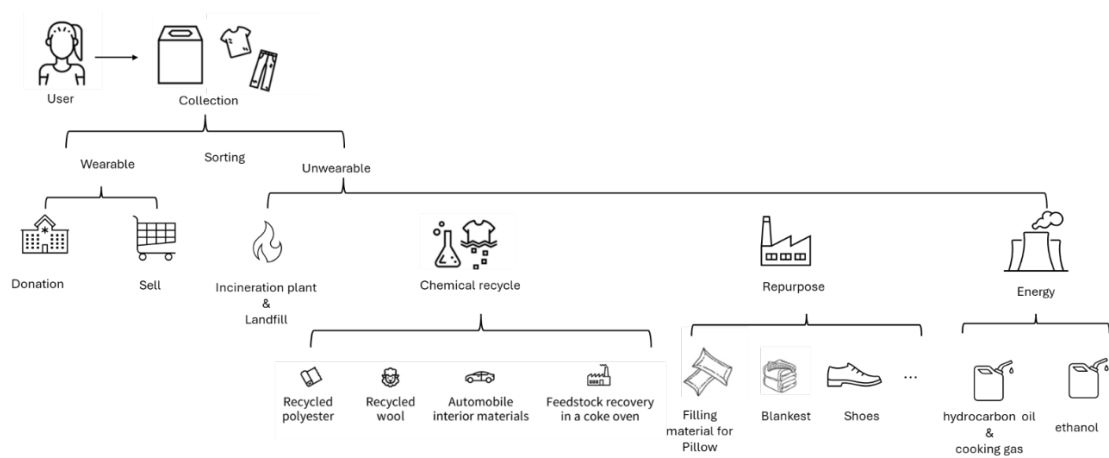 User
Collection
Wearable
Sorting
Unwearable
Donation
Sell
Incineration plant
&
Landfill
Chemical recycle
Repurpose
Energy
Recycled
polyester
Recycled
wool
Automobile
interior materials
Feedstock recovery
in a coke oven
Filling
material for
Pillow
Blankest
Shoes
...
hydrocarbon oil
&
cooking gas
ethanol